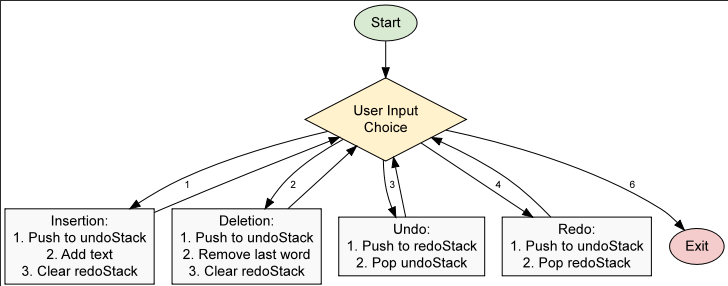 Start
User Input
Choice
1
2
3
4
6
Insertion:
1. Push to undoStack
2. Add text
3. Clear redoStack
Deletion:
1. Push to undoStack
2. Remove last word
3. Clear redoStack
Undo:
1. Push to redoStack
2. Pop undoStack
Redo:
1. Push to undoStack
2. Pop redoStack
Exit